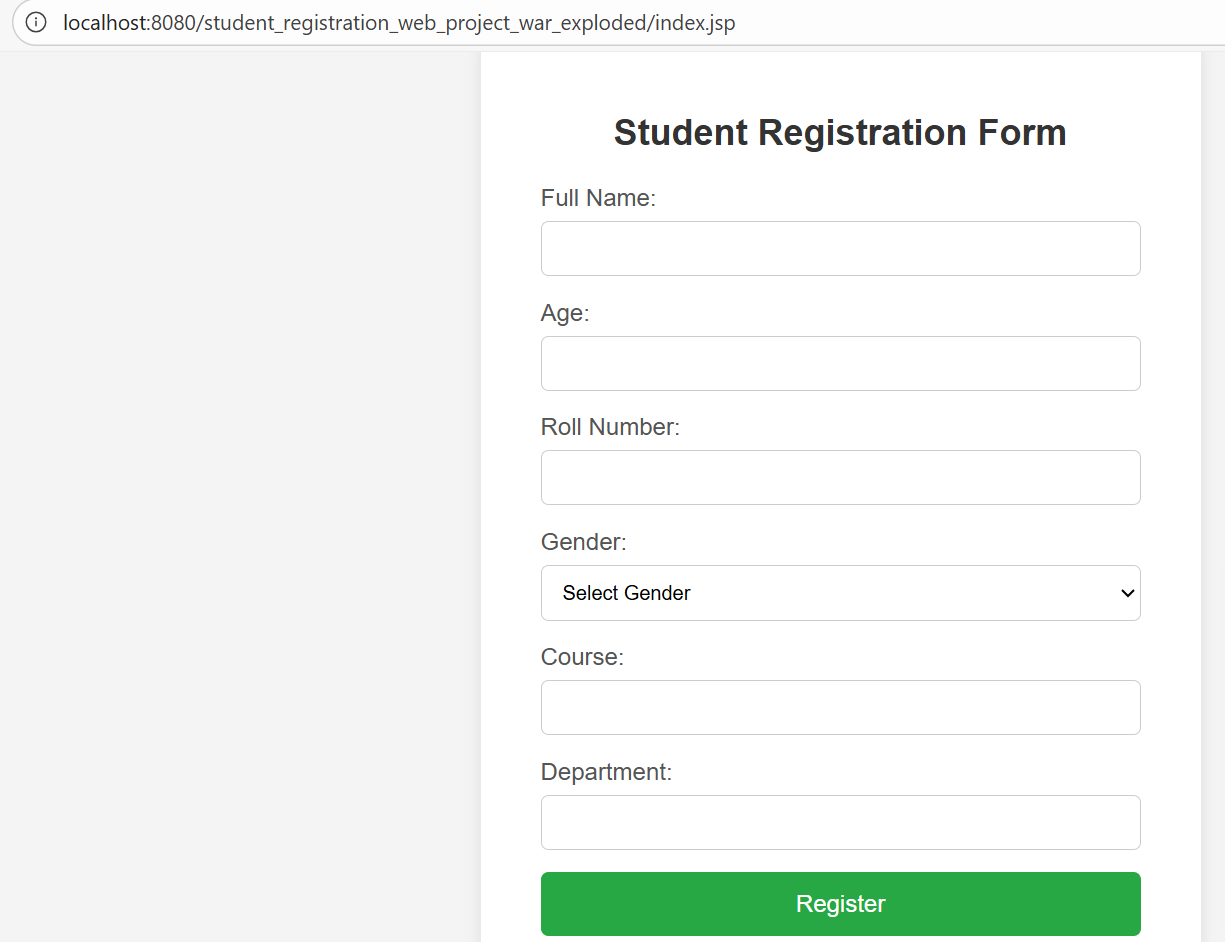 localhost:8080/student_registration_web_project_war_exploded/index.jsp
Student Registration Form
Full Name:
Age:
Roll Number:
Gender:
Select Gender
Course:
Department:
Register